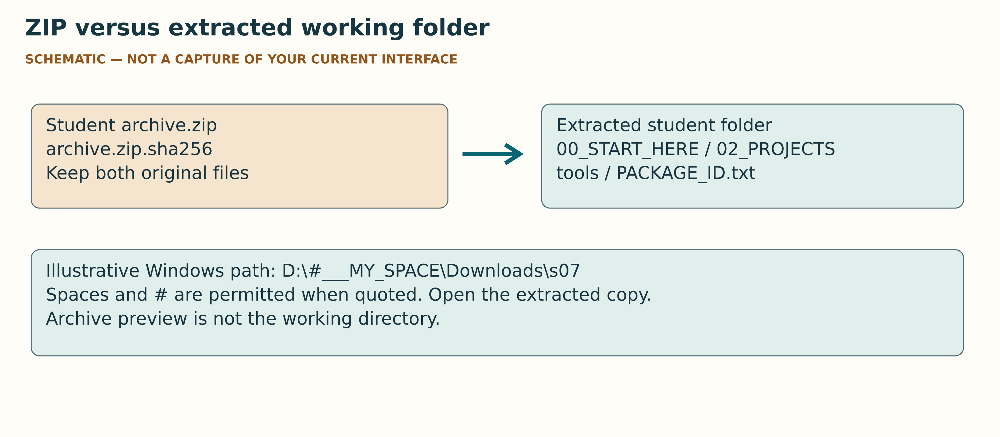 ZIP versus extracted working folder
SCHEMATIC — NOT A CAPTURE OF YOUR CURRENT INTERFACE
Student archive.zip
archive.zip.sha256
Keep both original files
Extracted student folder
00_START_HERE / 02_PROJECTS
tools / PACKAGE_ID.txt
Illustrative Windows path: D:\#___MY_SPACE\Downloads\s07
Spaces and # are permitted when quoted. Open the extracted copy.
Archive preview is not the working directory.